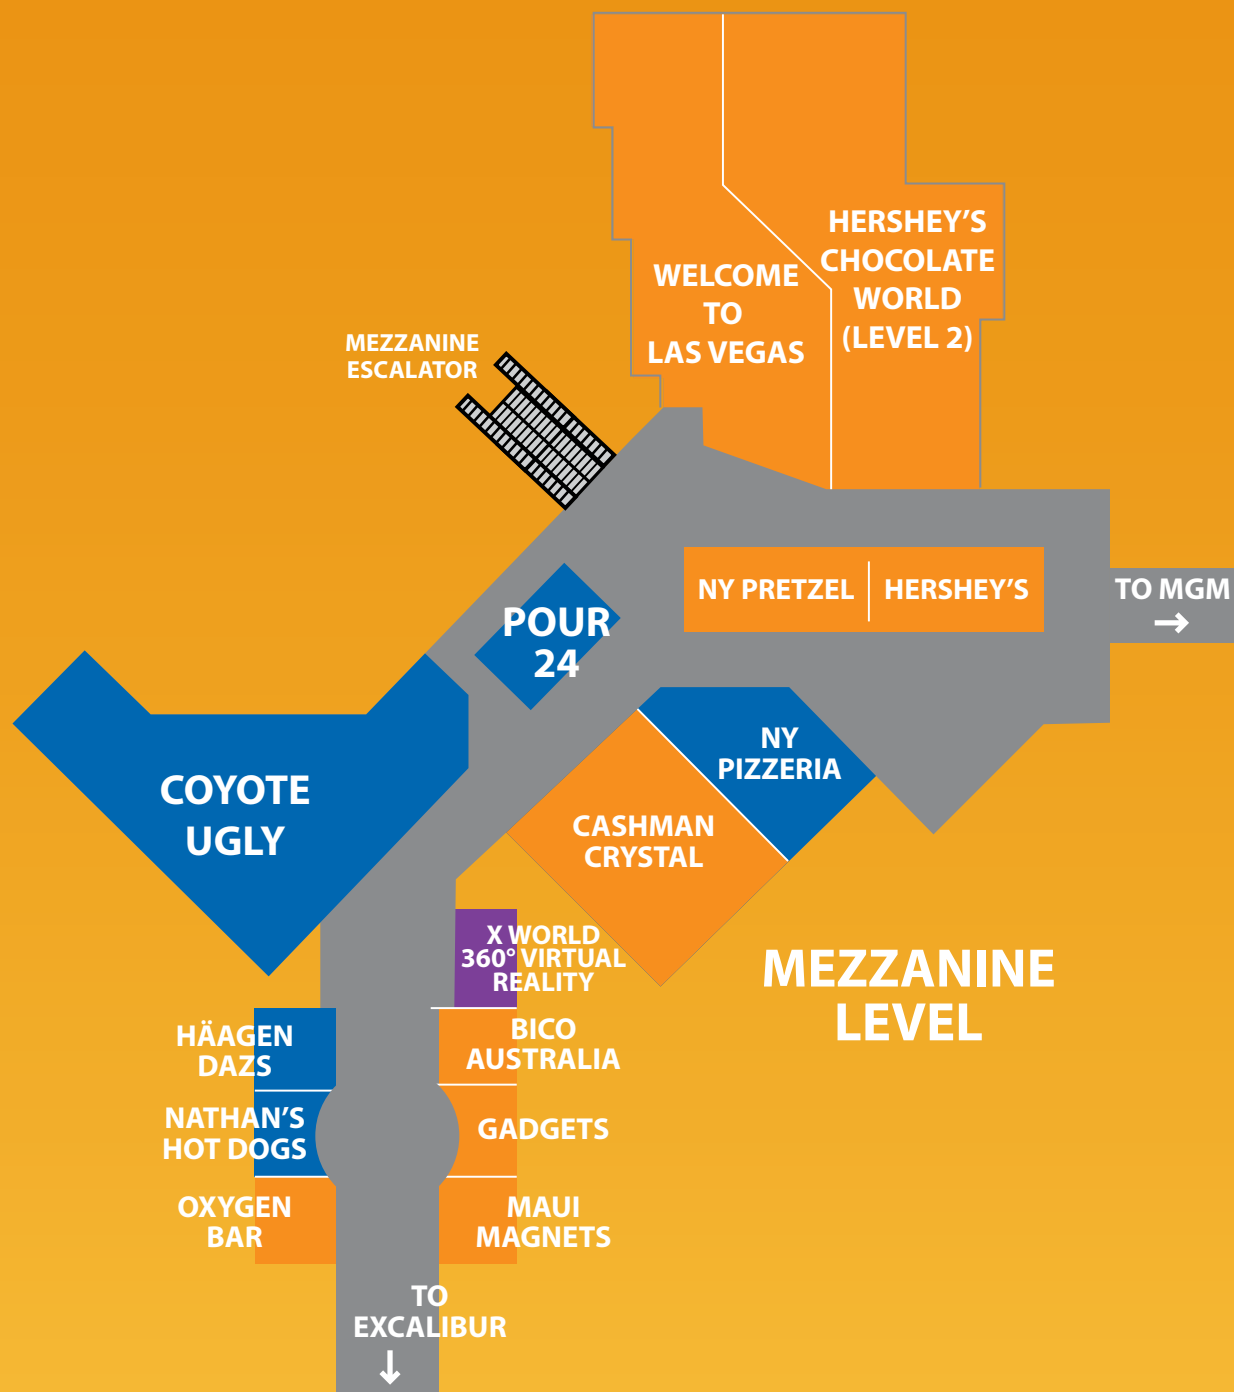 HERSHEY'S
CHOCOLATE
WORLD
(LEVEL 2)
WELCOME
TO
LAS VEGAS
MEZZANINE
ESCALATOR
NY PRETZEL
HERSHEY'S
TO MGM
→
POUR
24
NY
PIZZERIA
COYOTE
UGLY
CASHMAN
CRYSTAL
X WORLD
360° VIRTUAL
REALITY
MEZZANINE
LEVEL
HÄAGEN
DAZS
BICO
AUSTRALIA
NATHAN'S
HOT DOGS
GADGETS
OXYGEN
BAR
MAUI
MAGNETS
TO
EXCALIBUR
↓